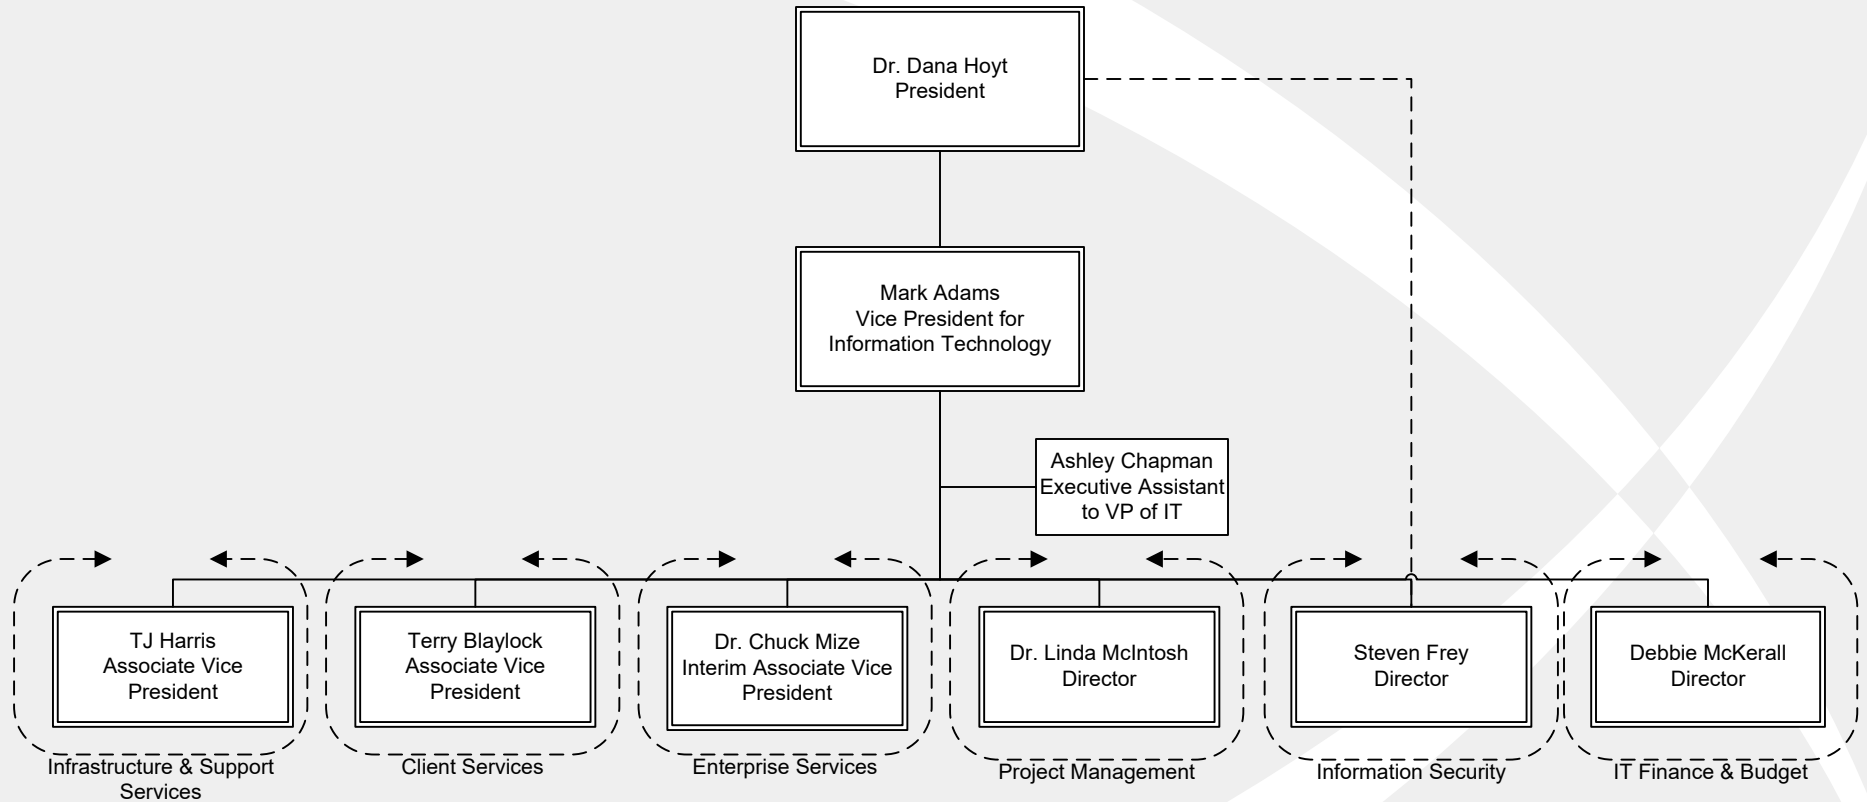 Dr. Dana Hoyt
President
Mark Adams
Vice President for
Information Technology
Ashley Chapman
Executive Assistant
to VP of IT
TJ Harris
Associate Vice
President
Terry Blaylock
Associate Vice
President
Dr. Chuck Mize
Interim Associate Vice
President
Dr. Linda McIntosh
Director
Steven Frey
Director
Debbie McKerall
Director
Infrastructure & Support
Services
Client Services
Enterprise Services
Project Management
Information Security
IT Finance & Budget